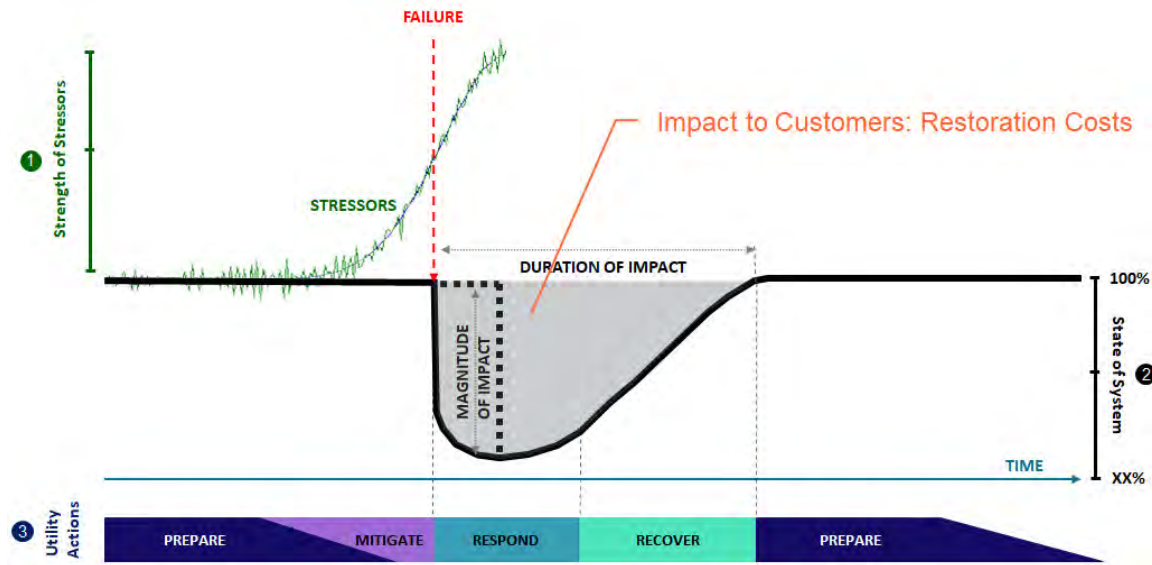 FAILURE
1
Strength of Stressors
STRESSORS
Impact to Customers: Restoration Costs
DURATION OF IMPACT
MAGNITUDE
OF IMPACT
100%
State of System
2
XX%
TIME
3
Utility
Actions
PREPARE
MITIGATE
RESPOND
RECOVER
PREPARE